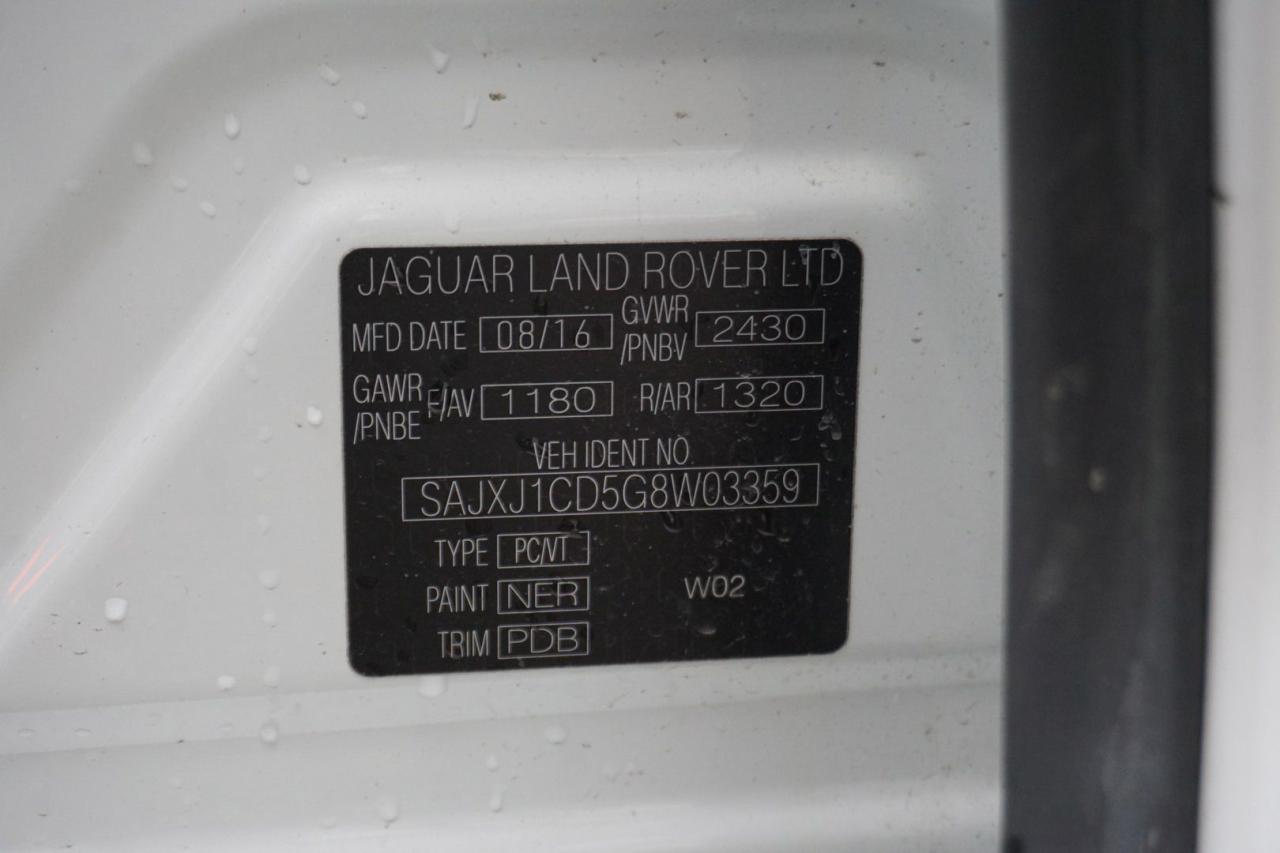 JAGUAR LAND ROVER LTD
MFD DATE 08/16 GVWR /PNBV 2430
GAWR /PNBE F/AV 1180 R/AR 1320
VEH IDENT NO
SAJXJ1CD5G8W03359
TYPE PC/VT
PAINT NER W02
TRIM PDB